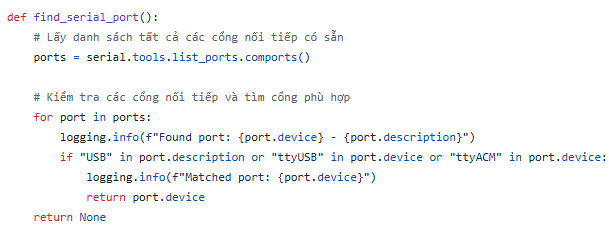 def find_serial_port():
    # Lấy danh sách tất cả các cổng nối tiếp có sẵn
    ports = serial.tools.list_ports.comports()

    # Kiểm tra các cổng nối tiếp và tìm cổng phù hợp
    for port in ports:
        logging.info(f"Found port: {port.device} - {port.description}")
        if "USB" in port.description or "ttyUSB" in port.device or "ttyACM" in port.device:
            logging.info(f"Matched port: {port.device}")
            return port.device
    return None